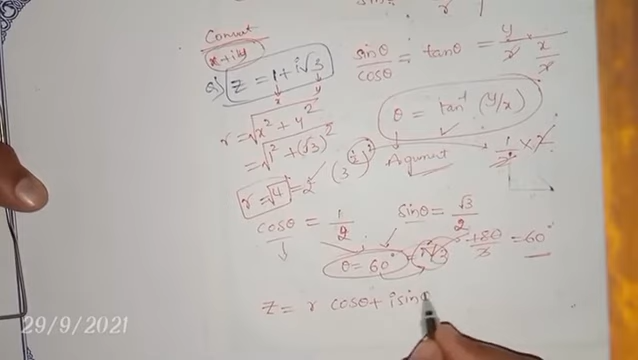 Convert
x+iy
Q) z = 1 + i√3
x y
sinθ/cosθ = tanθ = y/r × r/x
r = √x² + y²
= √1² + (√3)²
r = √4 = 2
θ = tan⁻¹ (y/x)
Argument
cosθ = 1/2 sinθ = √3/2
θ = 60° = π/3 180/3 = 60°
z = r cosθ + i sin
29/9/2021